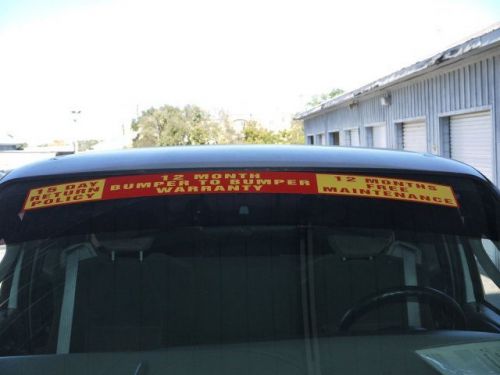 15 DAY
RETURN
POLICY
12 MONTH
BUMPER TO BUMPER
WARRANTY
12 MONTHS
FREE
MAINTENANCE